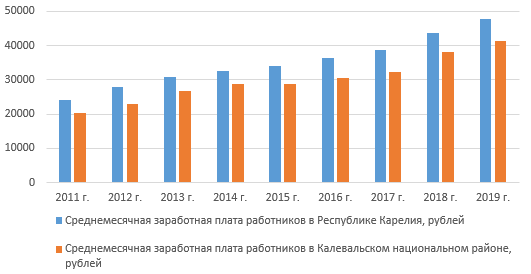 50000
40000
30000
20000
10000
0
2011 г. 2012 г. 2013 г. 2014 г. 2015 г. 2016 г. 2017 г. 2018 г. 2019 г.
Среднемесячная заработная плата работников в Республике Карелия, рублей
Среднемесячная заработная плата работников в Калевальском национальном районе,
рублей